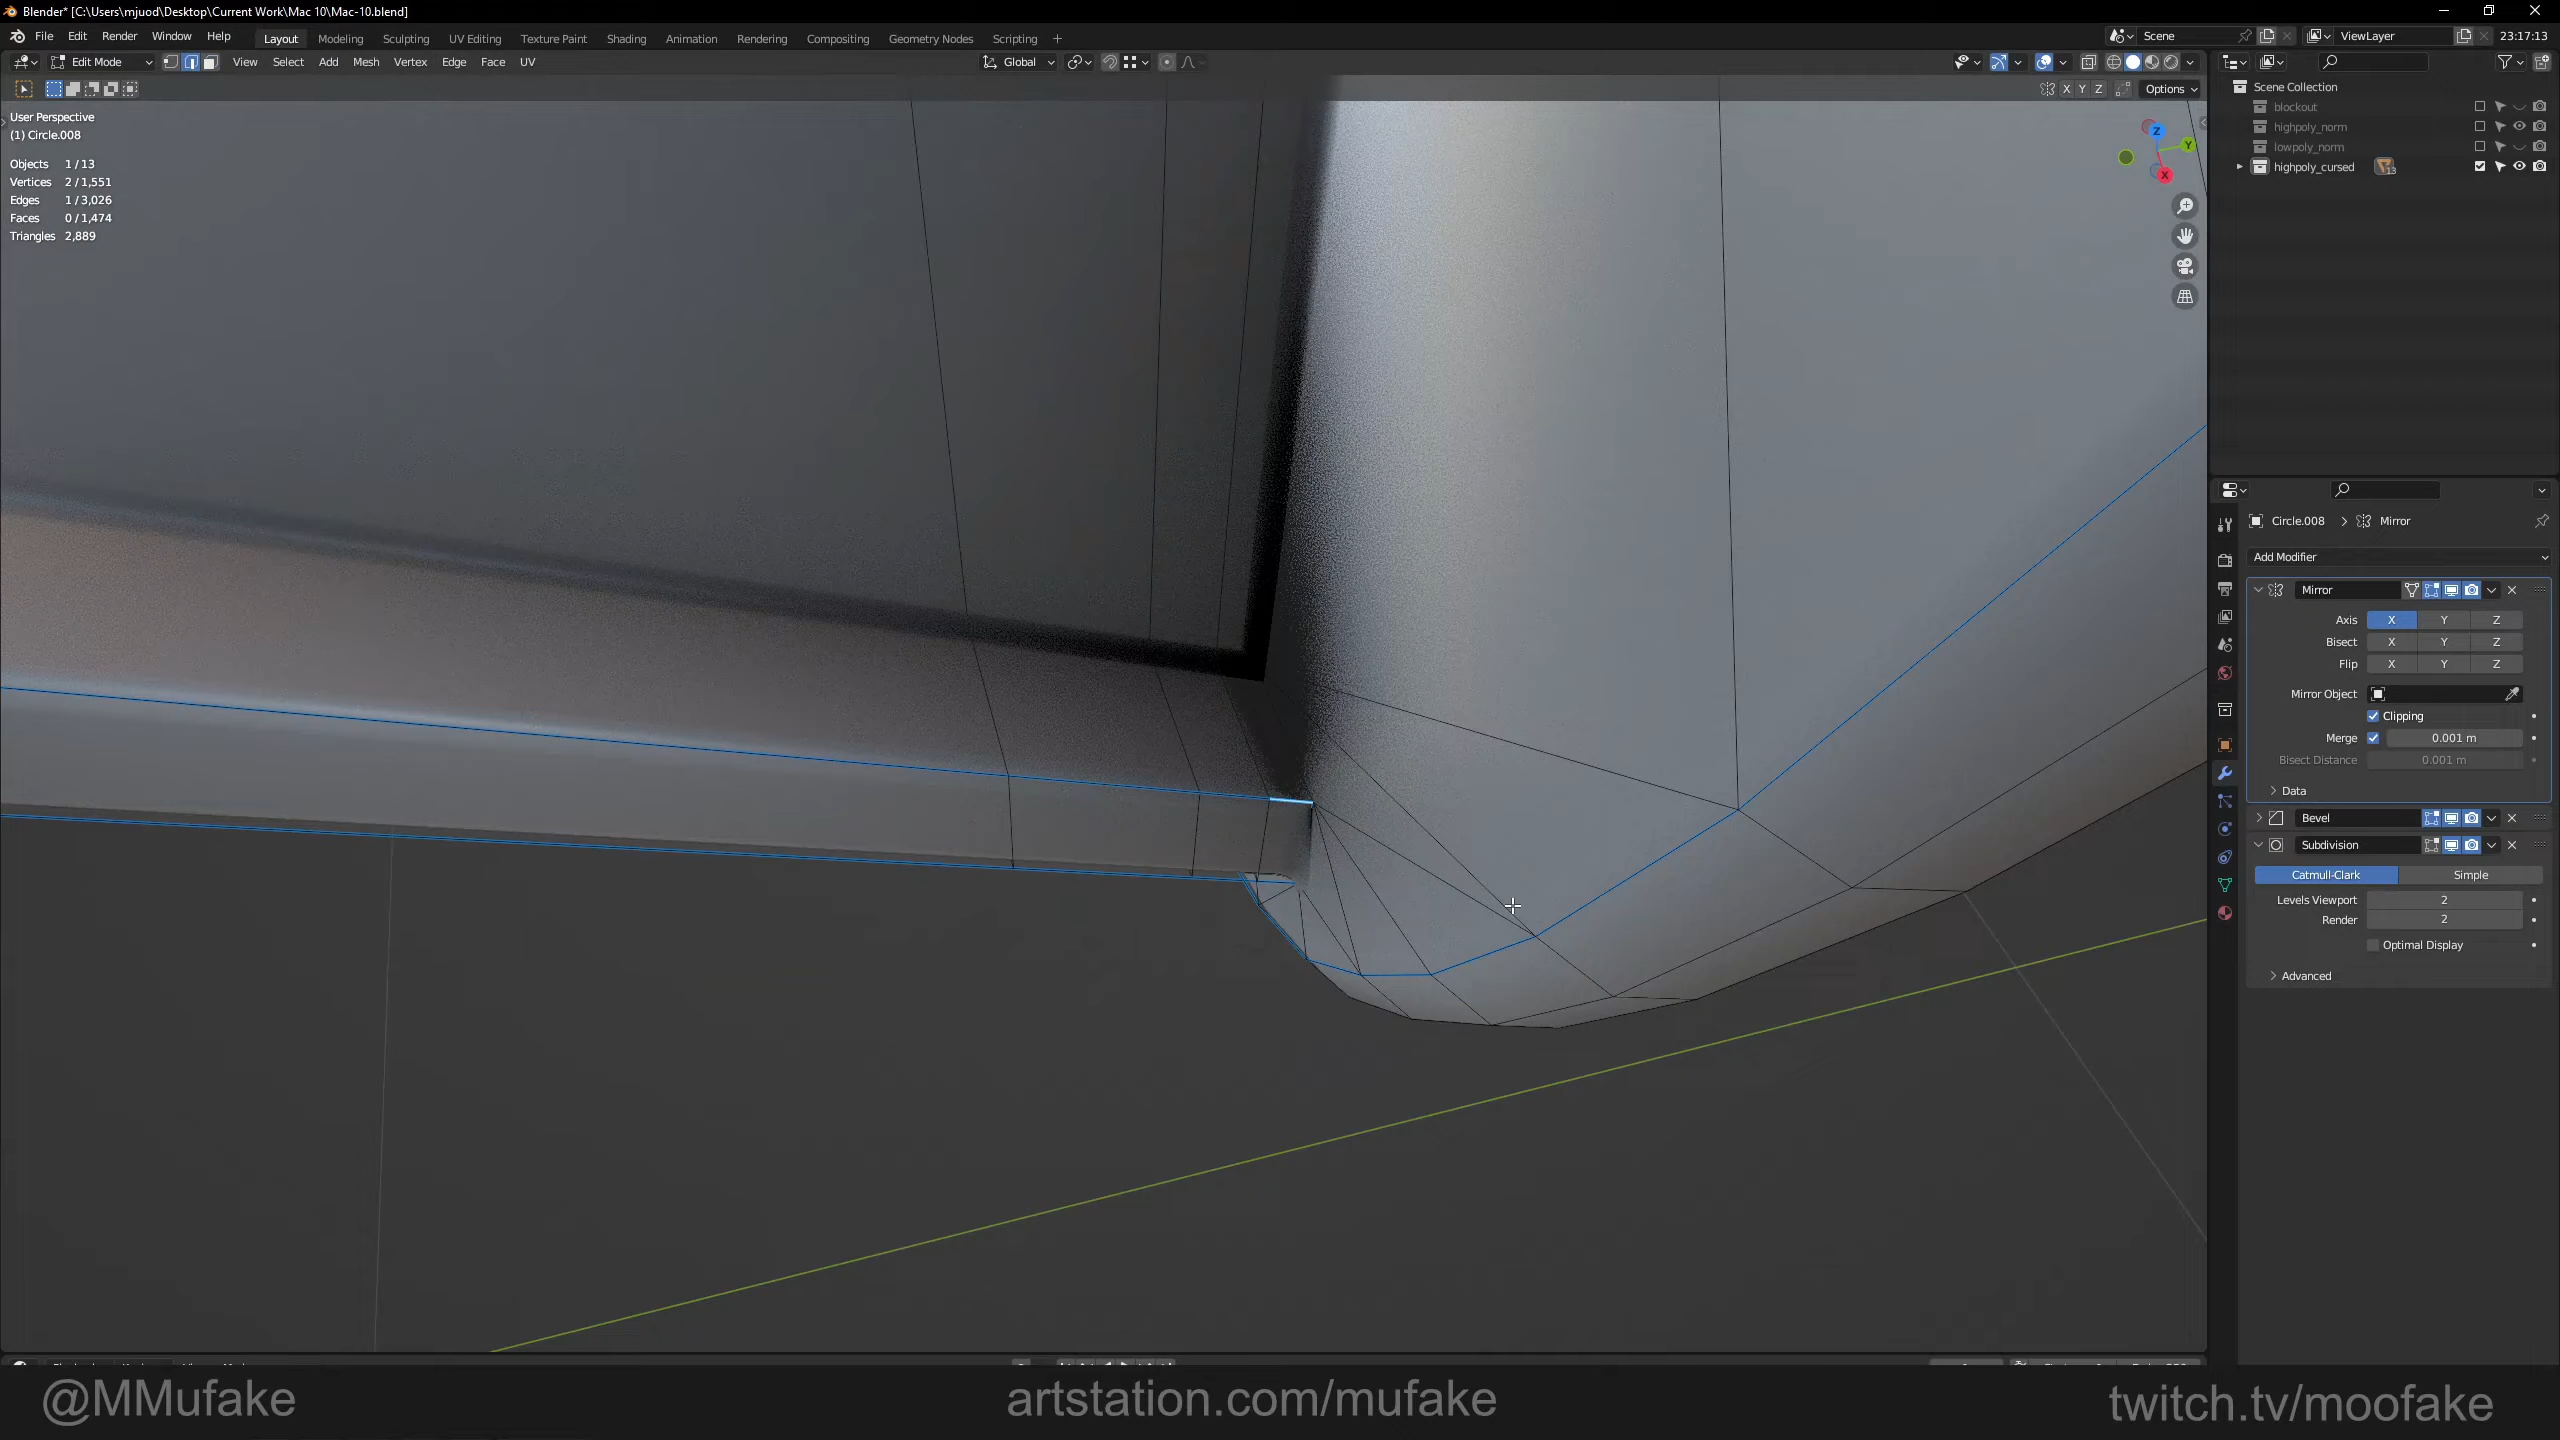 Blender* [C:\Users\mjuod\Desktop\Current Work\Mac 10\Mac-10.blend]
File Edit Render Window Help
Layout Modeling Sculpting UV Editing Texture Paint Shading Animation Rendering Compositing Geometry Nodes Scripting +
Scene
ViewLayer
23:17:13
Edit Mode
View Select Add Mesh Vertex Edge Face UV
Global
X Y Z
Options
User Perspective
(1) Circle.008
Objects 1 / 13
Vertices 2 / 1,551
Edges 1 / 3,026
Faces 0 / 1,474
Triangles 2,889
Z
Y
X
Scene Collection
blockout
highpoly_norm
lowpoly_norm
highpoly_cursed 13
Circle.008 > Mirror
Add Modifier
Mirror
Axis X Y Z
Bisect X Y Z
Flip X Y Z
Mirror Object
Clipping
Merge 0.001 m
Bisect Distance 0.001 m
Data
Bevel
Subdivision
Catmull-Clark Simple
Levels Viewport 2
Render 2
Optimal Display
Advanced
@MMufake
artstation.com/mufake
twitch.tv/moofake